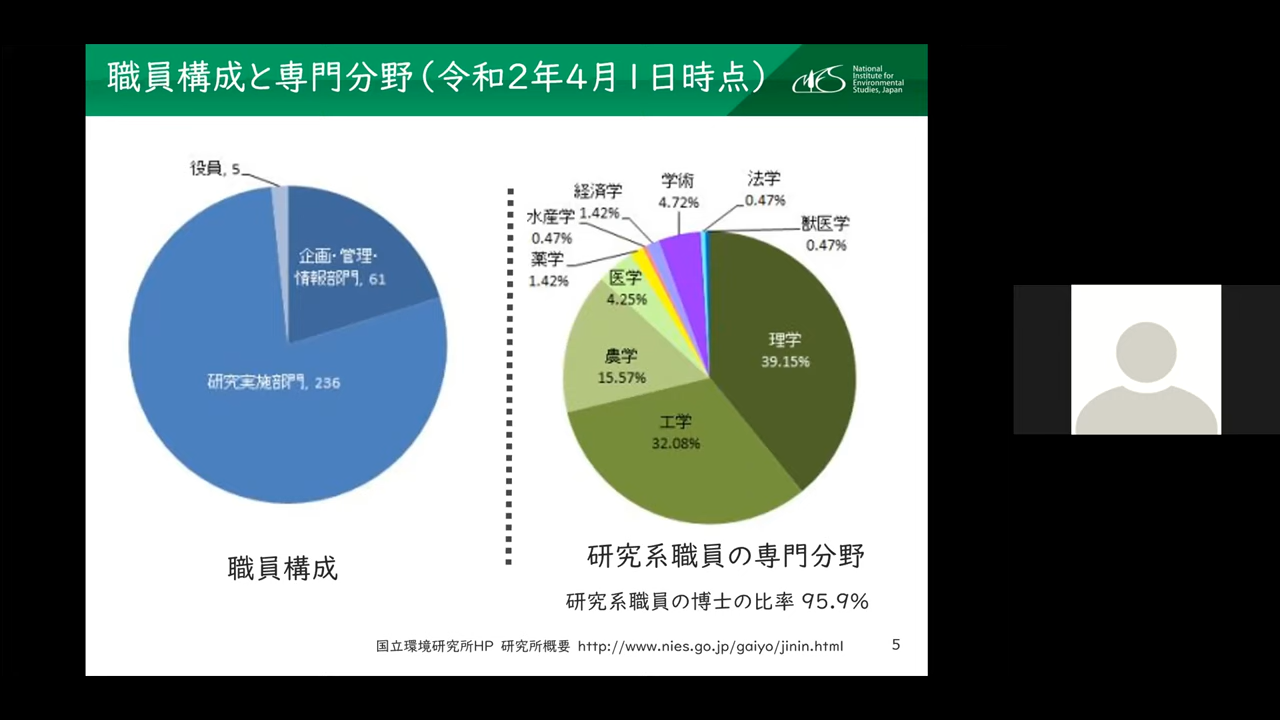 職員構成と専門分野（令和2年4月1日時点）
National
Institute for
Environmental
Studies, Japan
役員, 5
企画・管理・
情報部門, 61
研究実施部門, 236
職員構成
法学
0.47%
学術
4.72%
経済学
1.42%
水産学
0.47%
獣医学
0.47%
薬学
1.42%
医学
4.25%
農学
15.57%
理学
39.15%
工学
32.08%
研究系職員の専門分野
研究系職員の博士の比率 95.9%
国立環境研究所HP 研究所概要 http://www.nies.go.jp/gaiyo/jinin.html
5